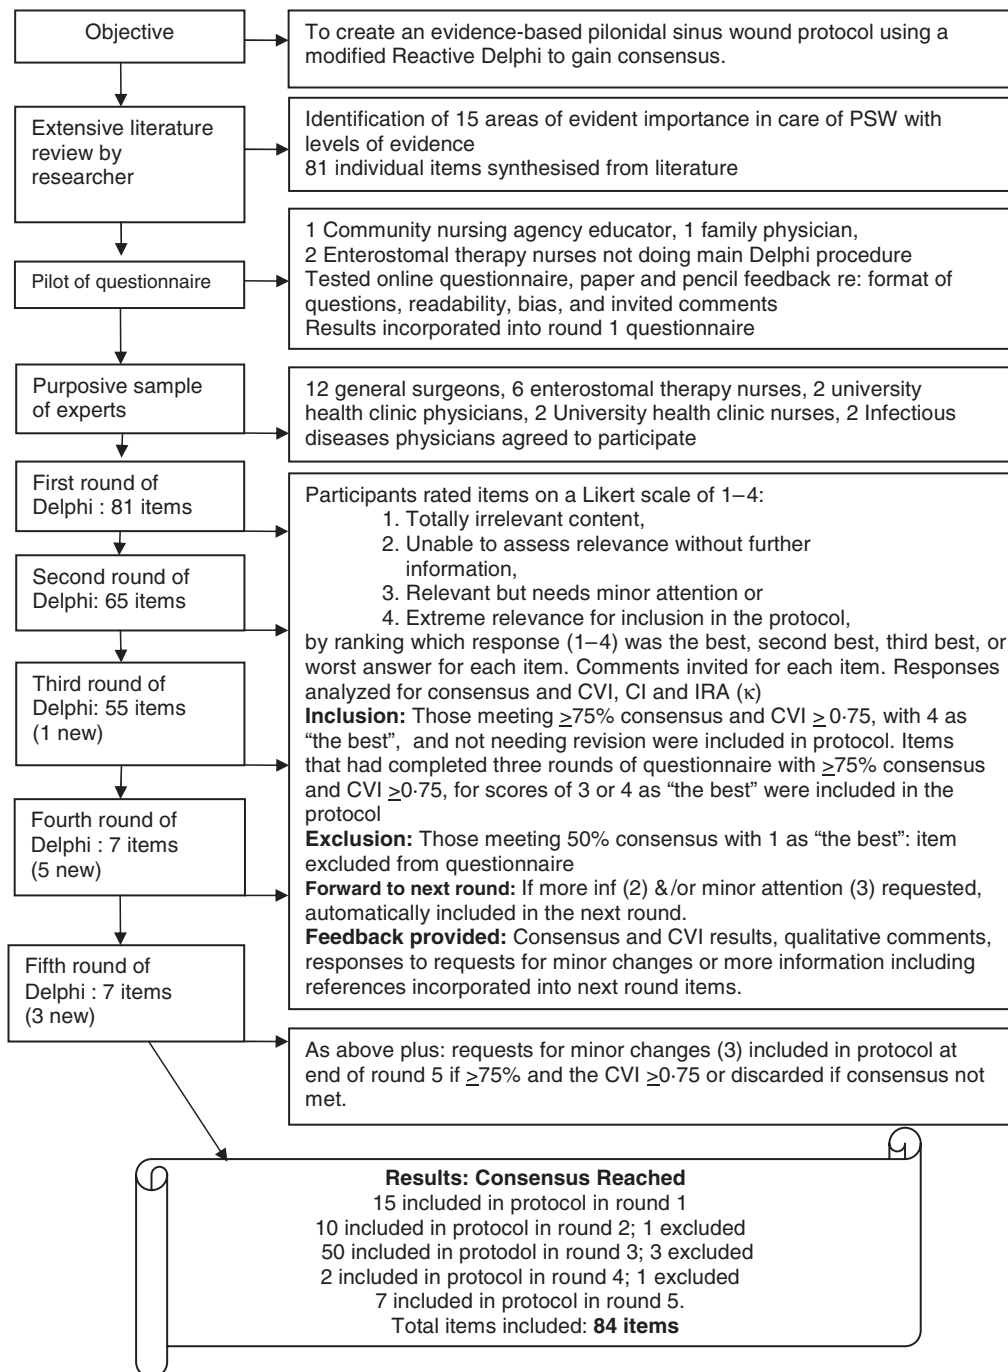 Objective
To create an evidence-based pilonidal sinus wound protocol using a
modified Reactive Delphi to gain consensus.
Extensive literature
review by
researcher
Identification of 15 areas of evident importance in care of PSW with
levels of evidence
81 individual items synthesised from literature
Pilot of questionnaire
1 Community nursing agency educator, 1 family physician,
2 Enterostomal therapy nurses not doing main Delphi procedure
Tested online questionnaire, paper and pencil feedback re: format of
questions, readability, bias, and invited comments
Results incorporated into round 1 questionnaire
Purposive sample
of experts
12 general surgeons, 6 enterostomal therapy nurses, 2 university
health clinic physicians, 2 University health clinic nurses, 2 Infectious
diseases physicians agreed to participate
First round of
Delphi : 81 items
Second round of
Delphi: 65 items
Third round of
Delphi: 55 items
(1 new)
Fourth round of
Delphi : 7 items
(5 new)
Fifth round of
Delphi : 7 items
(3 new)
Participants rated items on a Likert scale of 1–4:
1. Totally irrelevant content,
2. Unable to assess relevance without further
information,
3. Relevant but needs minor attention or
4. Extreme relevance for inclusion in the protocol,
by ranking which response (1–4) was the best, second best, third best, or
worst answer for each item. Comments invited for each item. Responses
analyzed for consensus and CVI, CI and IRA (κ)
Inclusion: Those meeting ≥75% consensus and CVI ≥ 0·75, with 4 as
“the best”, and not needing revision were included in protocol. Items
that had completed three rounds of questionnaire with ≥75% consensus
and CVI ≥0·75, for scores of 3 or 4 as “the best” were included in the
protocol
Exclusion: Those meeting 50% consensus with 1 as “the best”: item
excluded from questionnaire
Forward to next round: If more inf (2) &/or minor attention (3) requested,
automatically included in the next round.
Feedback provided: Consensus and CVI results, qualitative comments,
responses to requests for minor changes or more information including
references incorporated into next round items.
As above plus: requests for minor changes (3) included in protocol at
end of round 5 if ≥75% and the CVI ≥0·75 or discarded if consensus not
met.
Results: Consensus Reached
15 included in protocol in round 1
10 included in protocol in round 2; 1 excluded
50 included in protodol in round 3; 3 excluded
2 included in protocol in round 4; 1 excluded
7 included in protocol in round 5.
Total items included: 84 items